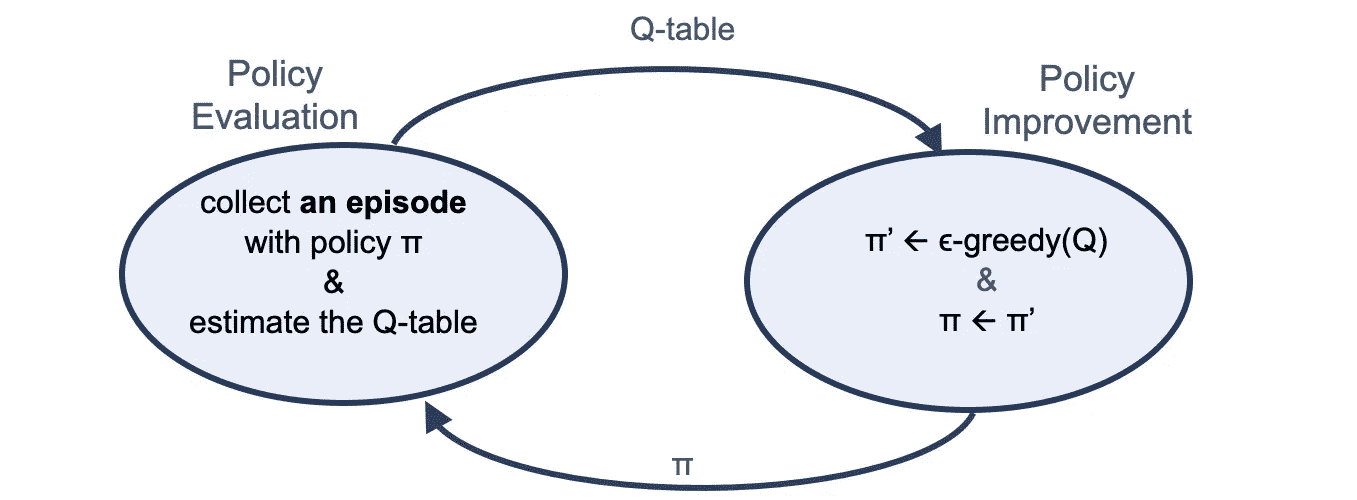 Q-table
Policy
Evaluation
collect an episode
with policy π
&
estimate the Q-table
Policy
Improvement
π’ ← ϵ-greedy(Q)
&
π ← π’
π